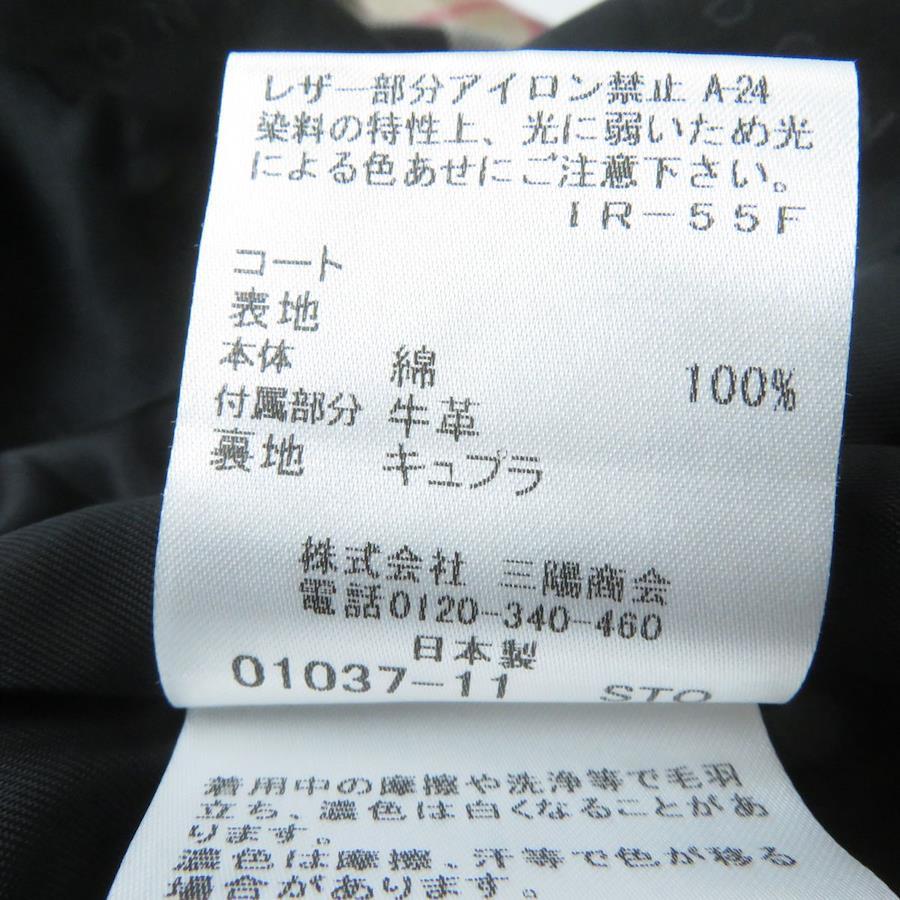 レザー部分アイロン禁止 A-24
染料の特性上、光に弱いため光
による色あせにご注意下さい。
IR-55F
コート
表地
本体 綿 100%
付属部分 牛革
裏地 キュプラ
株式会社 三陽商会
電話0120-340-460
日本製
01037-11 STO
着用中の摩擦や洗浄等で毛羽
立ち、濃色は白くなることがあ
ります。
濃色は摩擦、汗等で色が移る
場合があります。